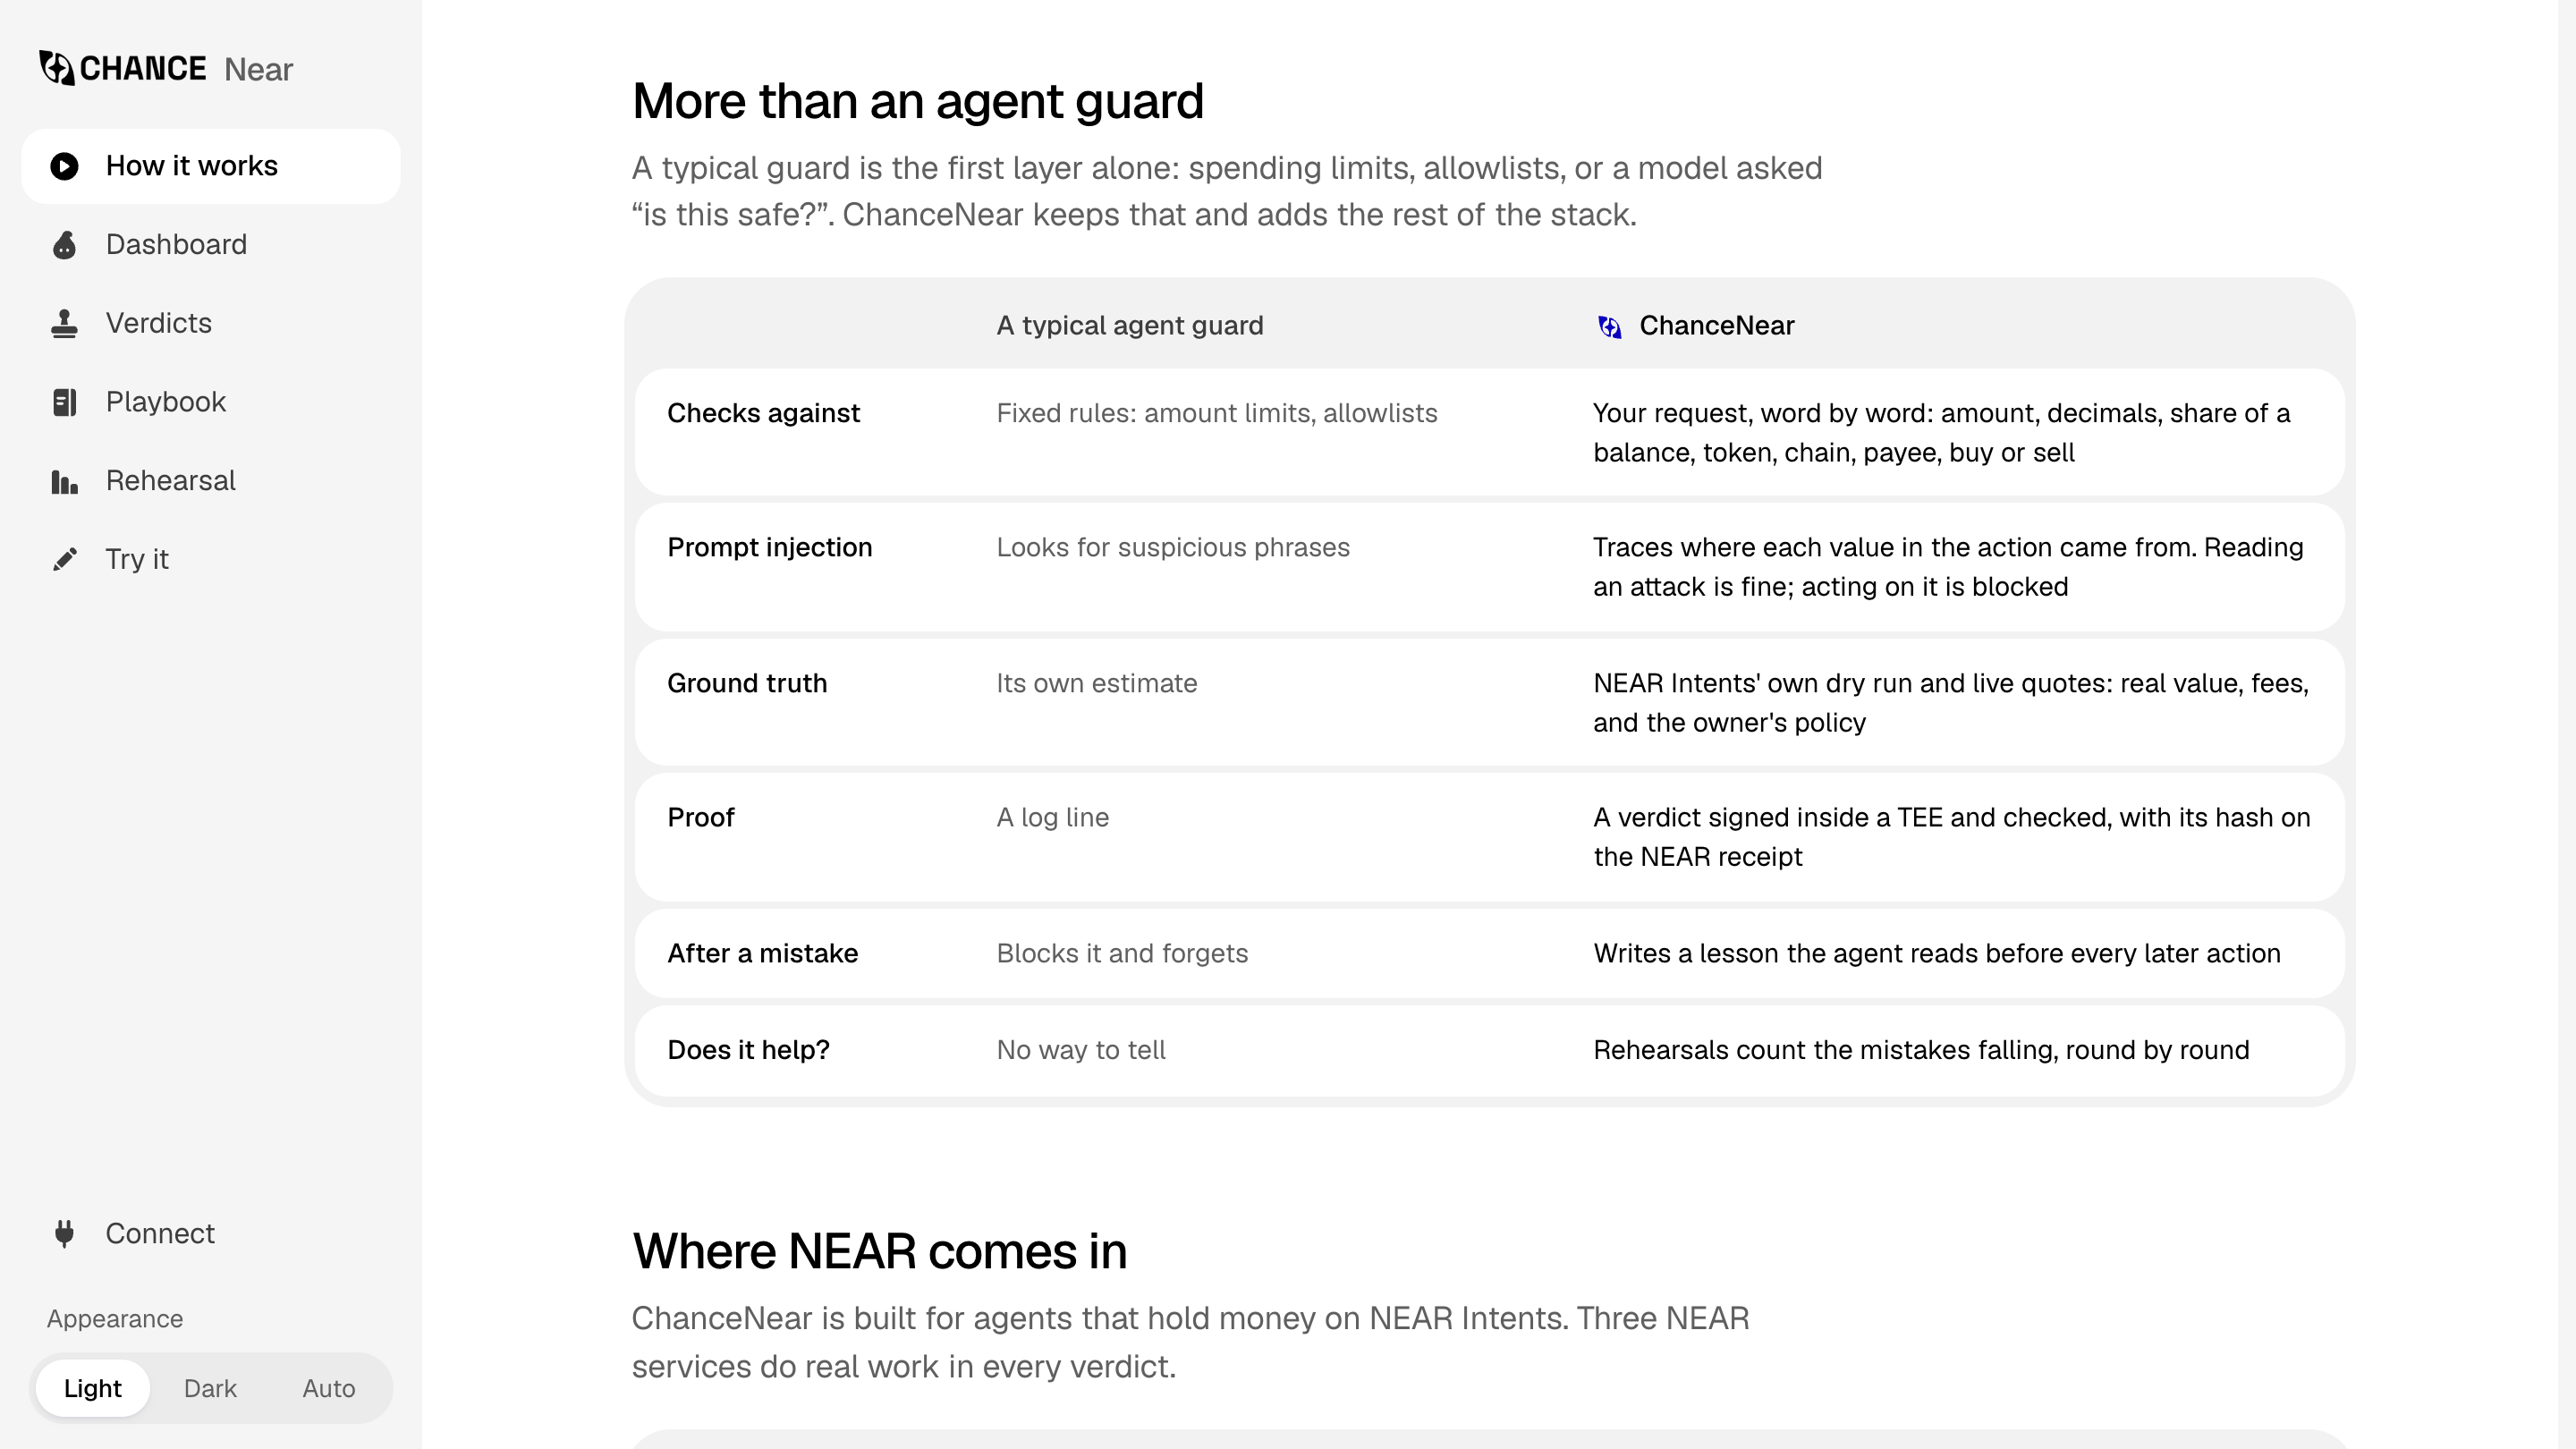 CHANCE Near
How it works
Dashboard
Verdicts
Playbook
Rehearsal
Try it
Connect
Appearance
Light Dark Auto
More than an agent guard
A typical guard is the first layer alone: spending limits, allowlists, or a model asked
“is this safe?”. ChanceNear keeps that and adds the rest of the stack.
A typical agent guard ChanceNear
Checks against Fixed rules: amount limits, allowlists Your request, word by word: amount, decimals, share of a
balance, token, chain, payee, buy or sell
Prompt injection Looks for suspicious phrases Traces where each value in the action came from. Reading
an attack is fine; acting on it is blocked
Ground truth Its own estimate NEAR Intents' own dry run and live quotes: real value, fees,
and the owner's policy
Proof A log line A verdict signed inside a TEE and checked, with its hash on
the NEAR receipt
After a mistake Blocks it and forgets Writes a lesson the agent reads before every later action
Does it help? No way to tell Rehearsals count the mistakes falling, round by round
Where NEAR comes in
ChanceNear is built for agents that hold money on NEAR Intents. Three NEAR
services do real work in every verdict.